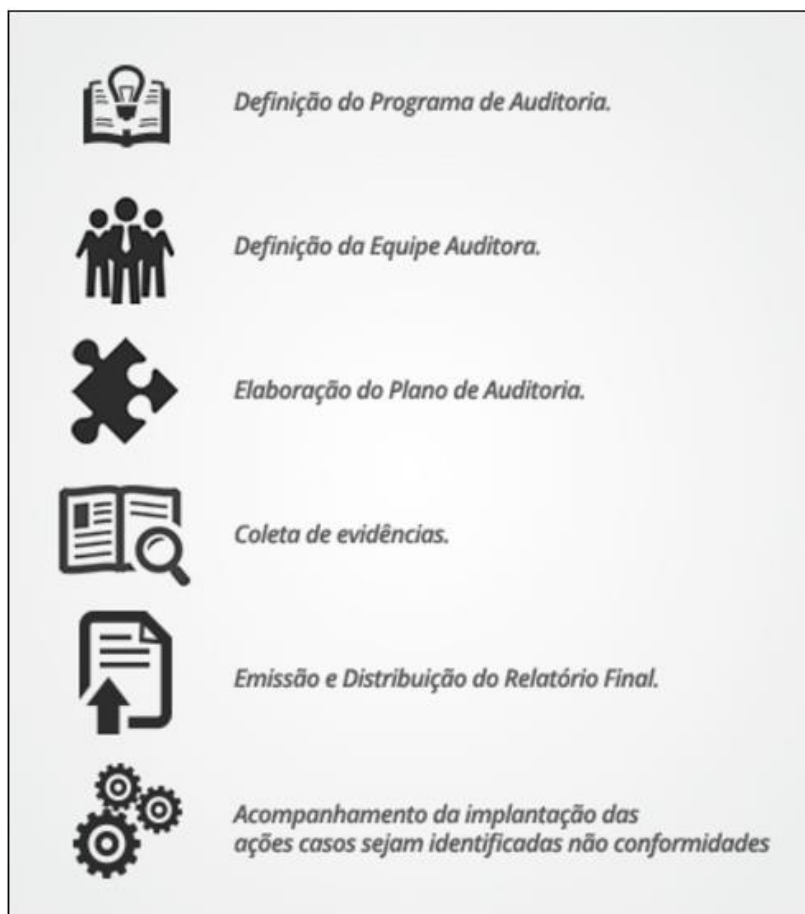 Definição do Programa de Auditoria.
Definição da Equipe Auditora.
Elaboração do Plano de Auditoria.
Coleta de evidências.
Emissão e Distribuição do Relatório Final.
Acompanhamento da implantação das
ações casos sejam identificadas não conformidades